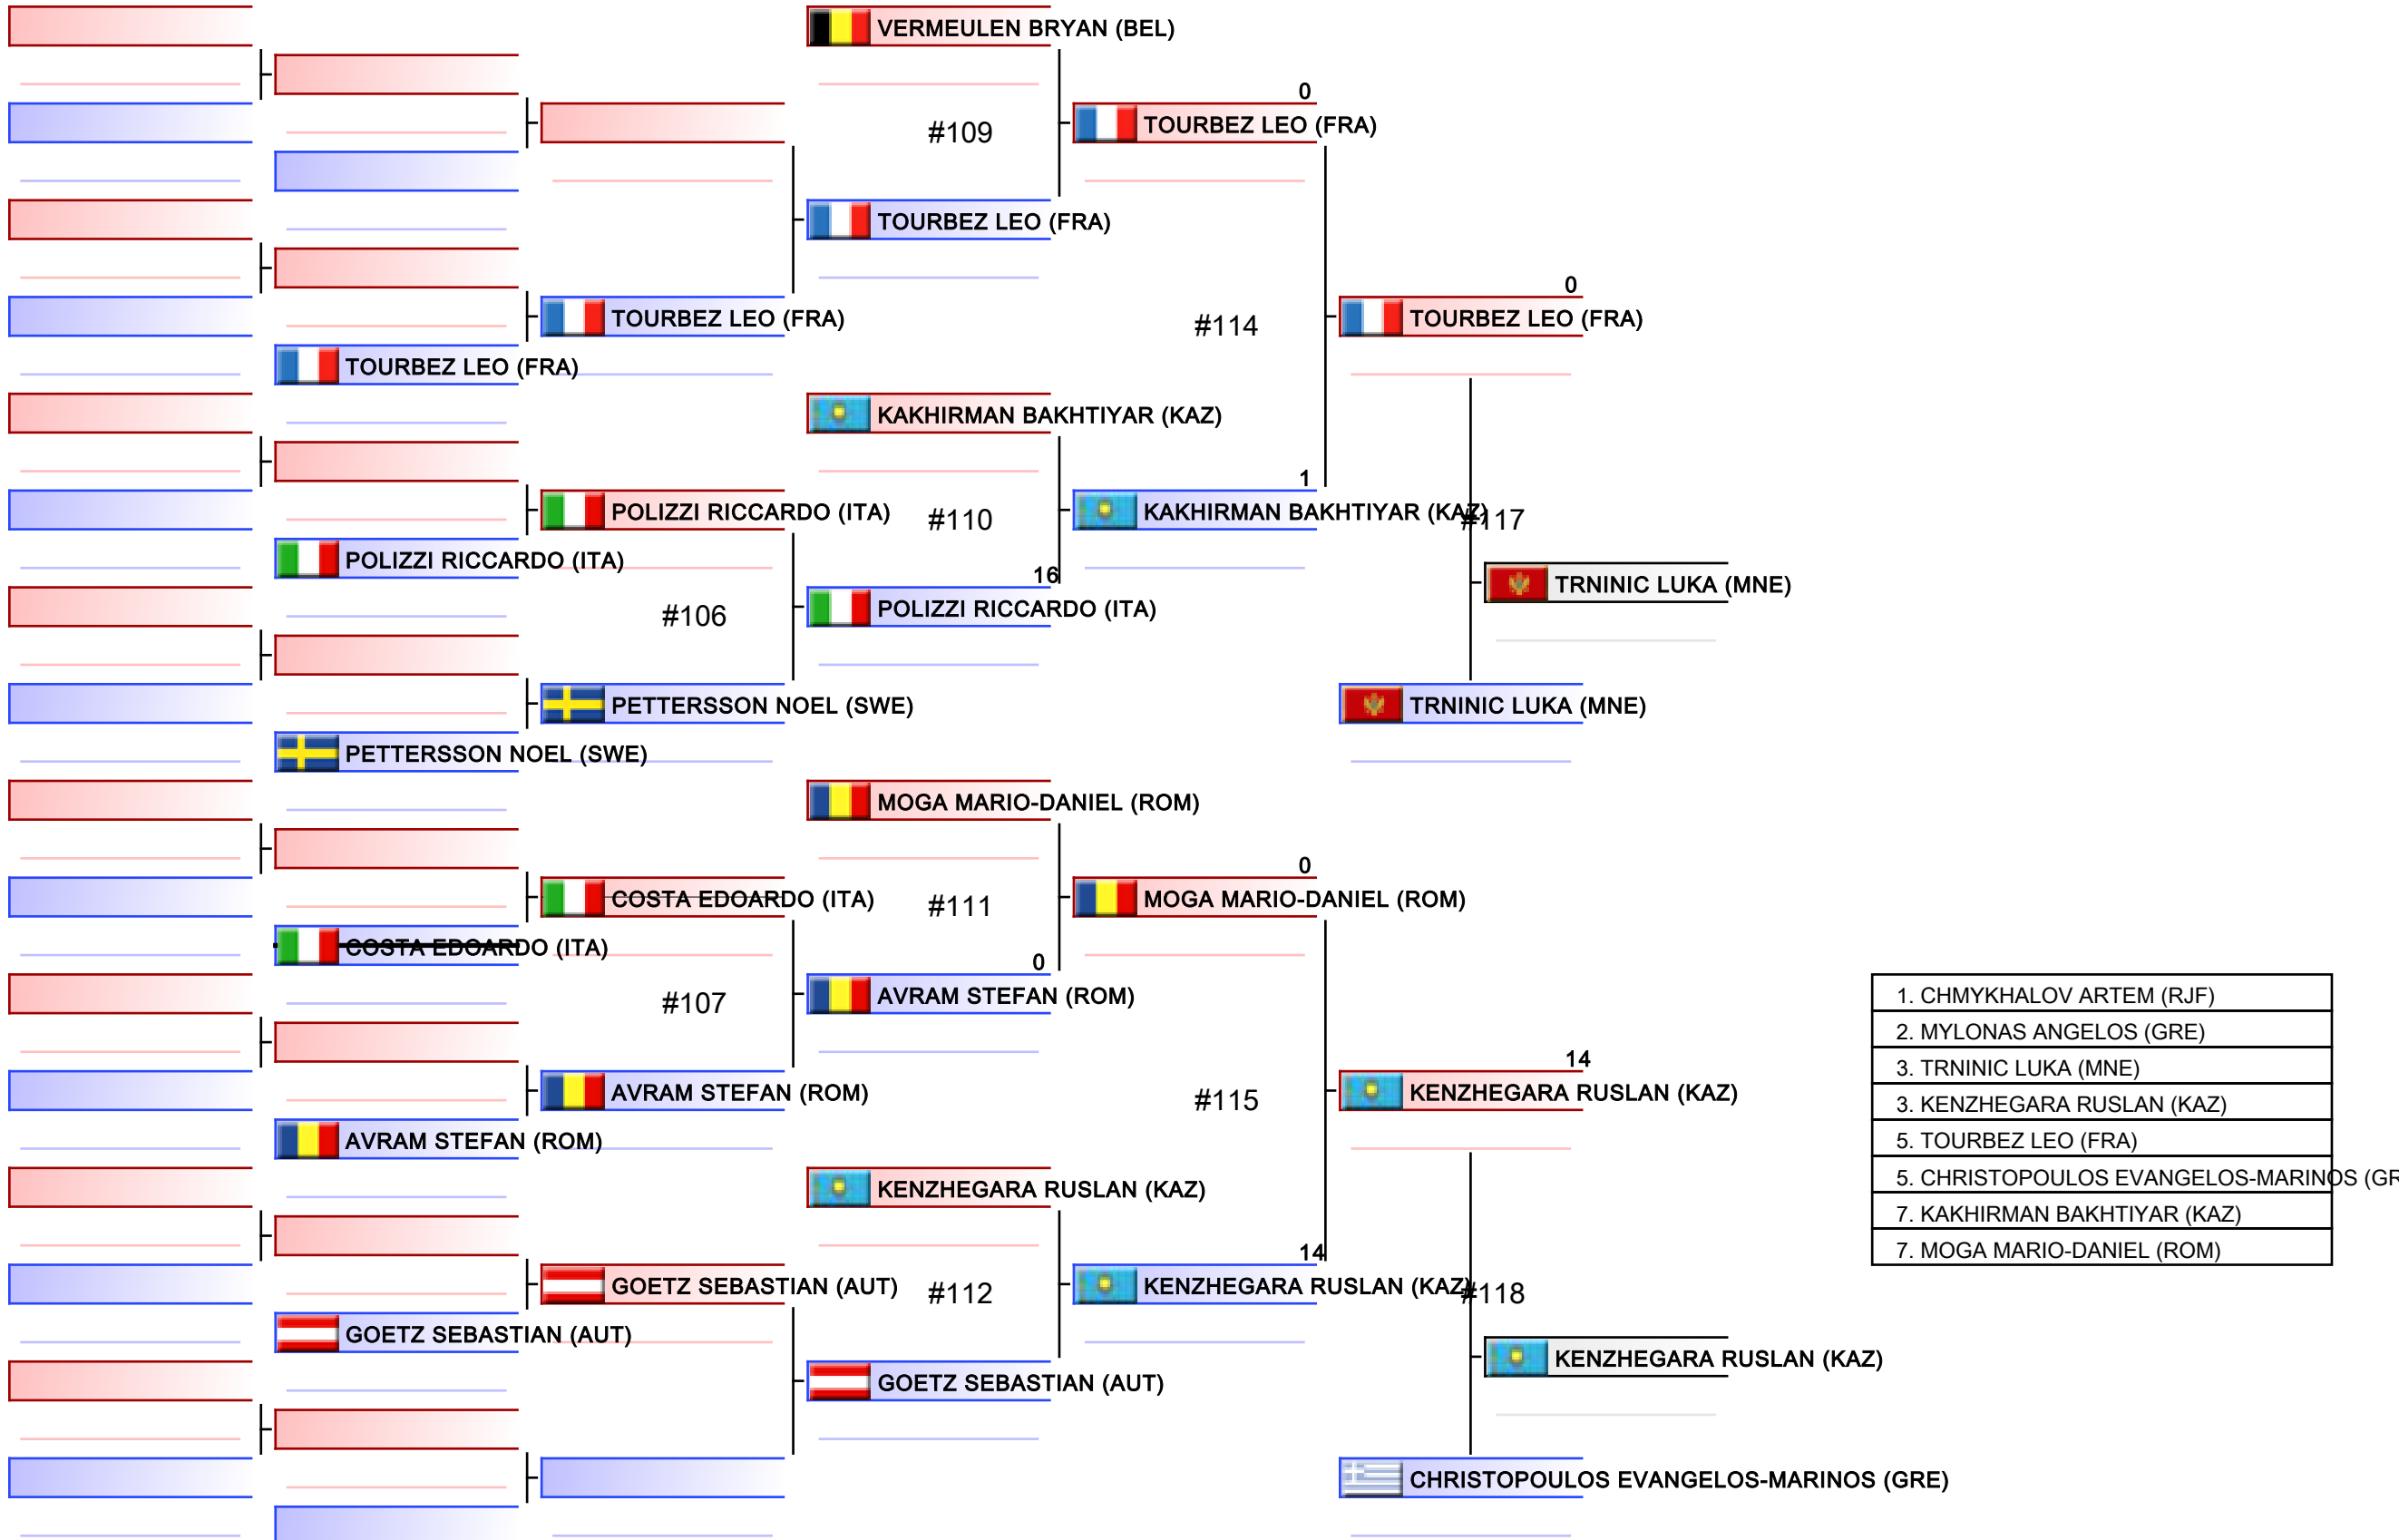 VERMEULEN BRYAN (BEL)
0
#109
TOURBEZ LEO (FRA)
TOURBEZ LEO (FRA)
0
TOURBEZ LEO (FRA)
#114
TOURBEZ LEO (FRA)
TOURBEZ LEO (FRA)
KAKHIRMAN BAKHTIYAR (KAZ)
1
POLIZZI RICCARDO (ITA)
#110
KAKHIRMAN BAKHTIYAR (KAZ)
#117
POLIZZI RICCARDO (ITA)
16
TRNINIC LUKA (MNE)
#106
POLIZZI RICCARDO (ITA)
PETTERSSON NOEL (SWE)
TRNINIC LUKA (MNE)
PETTERSSON NOEL (SWE)
MOGA MARIO-DANIEL (ROM)
0
COSTA EDOARDO (ITA)
#111
MOGA MARIO-DANIEL (ROM)
COSTA EDOARDO (ITA)
0
#107
AVRAM STEFAN (ROM)
14
AVRAM STEFAN (ROM)
#115
KENZHEGARA RUSLAN (KAZ)
AVRAM STEFAN (ROM)
KENZHEGARA RUSLAN (KAZ)
14
GOETZ SEBASTIAN (AUT)
#112
KENZHEGARA RUSLAN (KAZ)
#118
GOETZ SEBASTIAN (AUT)
KENZHEGARA RUSLAN (KAZ)
GOETZ SEBASTIAN (AUT)
CHRISTOPOULOS EVANGELOS-MARINOS (GRE)
1. CHMYKHALOV ARTEM (RJF)
2. MYLONAS ANGELOS (GRE)
3. TRNINIC LUKA (MNE)
3. KENZHEGARA RUSLAN (KAZ)
5. TOURBEZ LEO (FRA)
5. CHRISTOPOULOS EVANGELOS-MARINOS (GR
7. KAKHIRMAN BAKHTIYAR (KAZ)
7. MOGA MARIO-DANIEL (ROM)